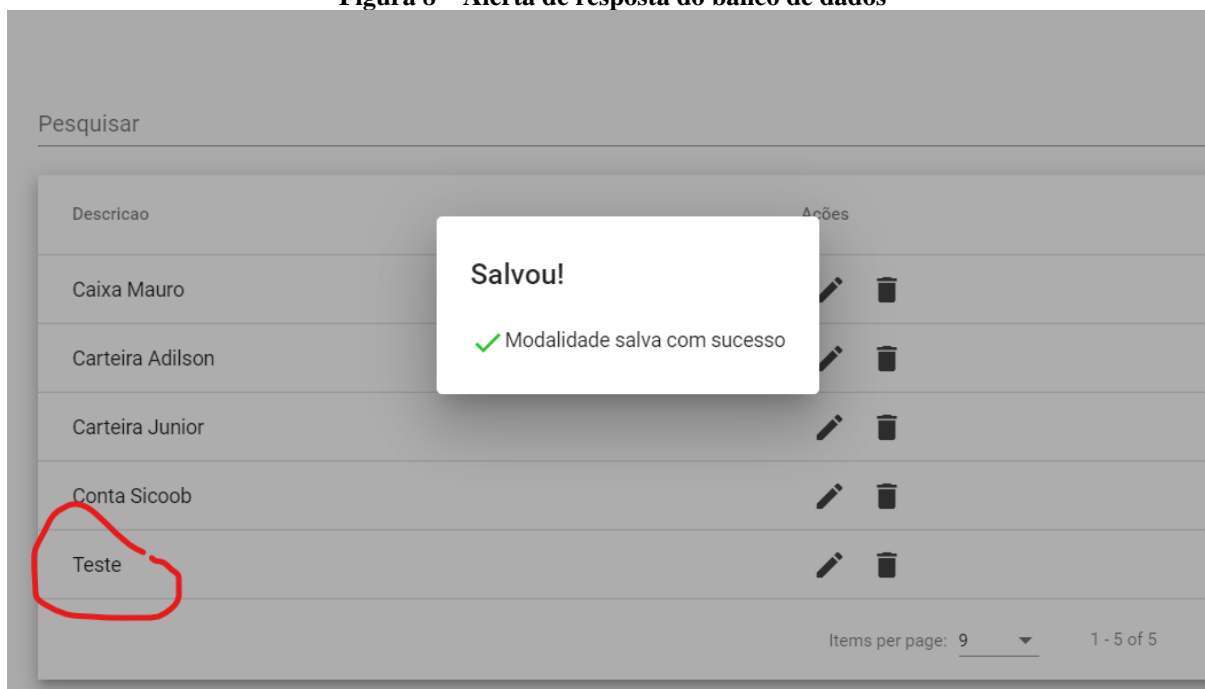 Figura 8 – Alerta de resposta do banco de dados
Pesquisar
Descricao Ações
Salvou!
Modalidade salva com sucesso
Caixa Mauro
Carteira Adilson
Carteira Junior
Conta Sicoob
Teste
Items per page: 9 1 - 5 of 5